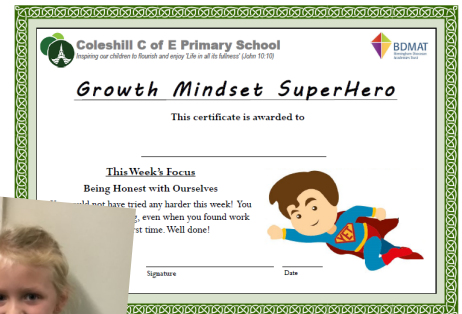 Coleshill C of E Primary School
Inspiring our children to flourish and enjoy 'Life in all its fullness' (John 10:10)
BDMAT
Growth Mindset SuperHero
This certificate is awarded to
This Week's Focus
Being Honest with Ourselves
not have tried any harder this week! You
, even when you found work
first time. Well done!
Signature
Date